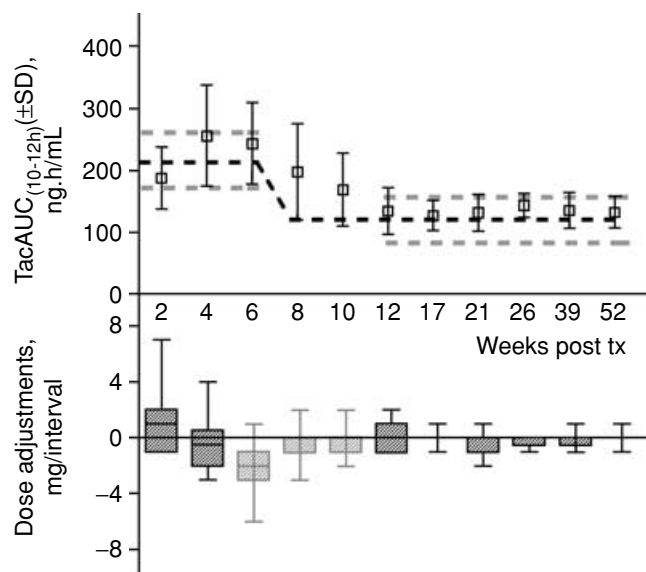 TacAUC(10-12h)(±SD),
ng.h/mL
400
300
200
100
0
2 4 6 8 10 12 17 21 26 39 52
Weeks post tx
Dose adjustments,
mg/interval
8
4
0
−4
−8